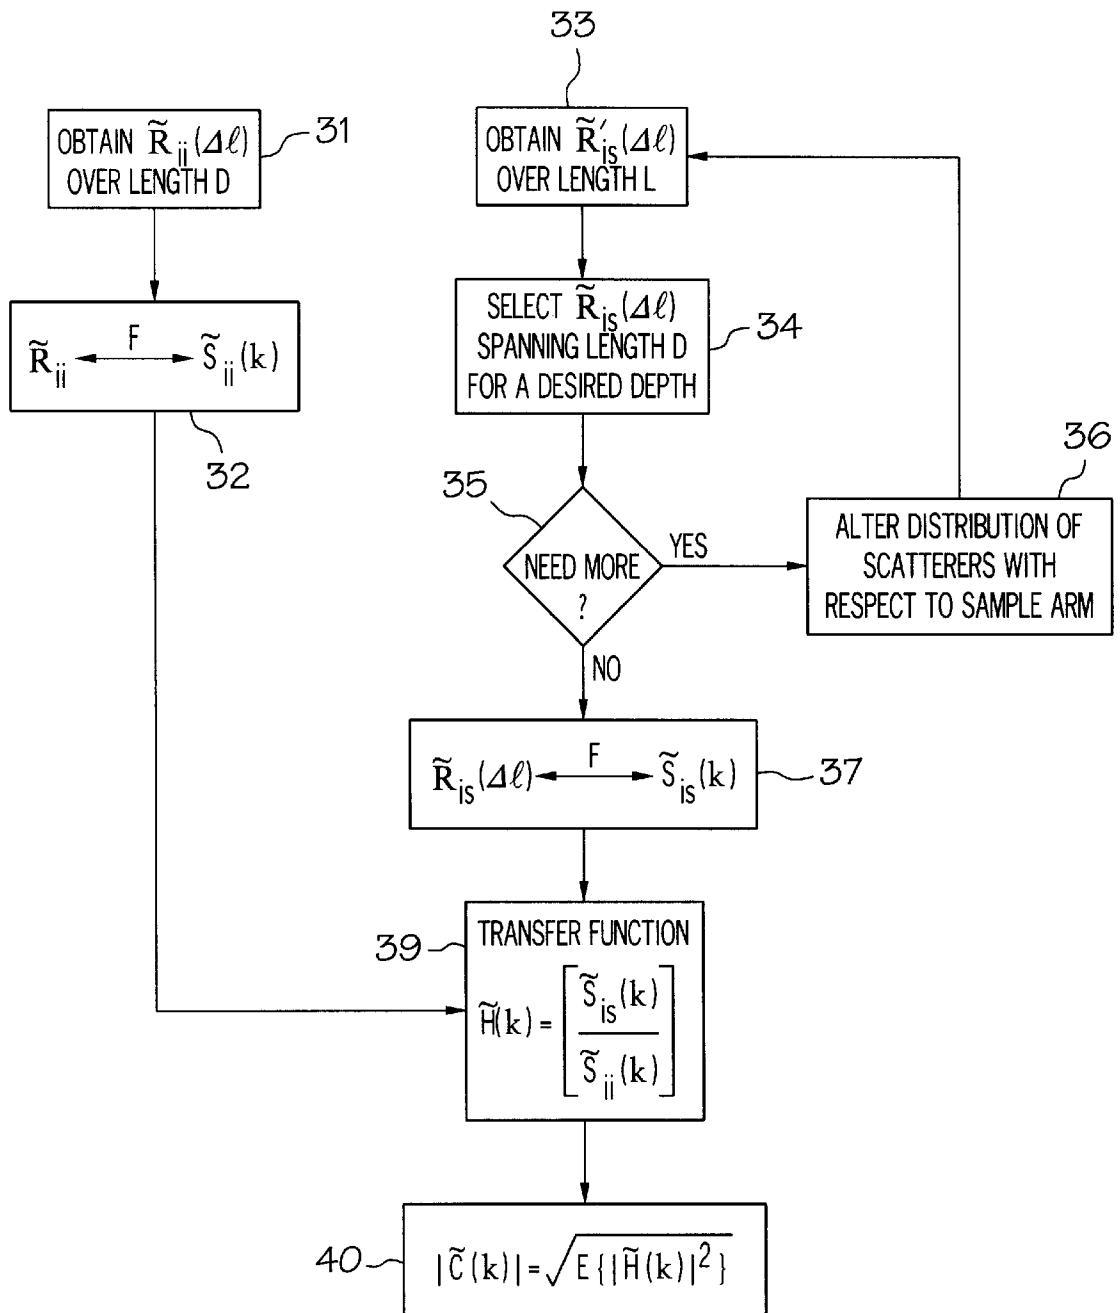 33
31
OBTAIN R̃ii(Δℓ)
OVER LENGTH D
OBTAIN R̃′is(Δℓ)
OVER LENGTH L
R̃ii ⟷ S̃ii(k)
F
32
SELECT R̃is(Δℓ)
SPANNING LENGTH D
FOR A DESIRED DEPTH
34
35
NEED MORE
?
YES
NO
36
ALTER DISTRIBUTION OF
SCATTERERS WITH
RESPECT TO SAMPLE ARM
F
R̃is(Δℓ) ⟷ S̃is(k)
37
39
TRANSFER FUNCTION
H̃(k) = [S̃is(k) / S̃ii(k)]
40
|C̃(k)| = √E{|H̃(k)|²}